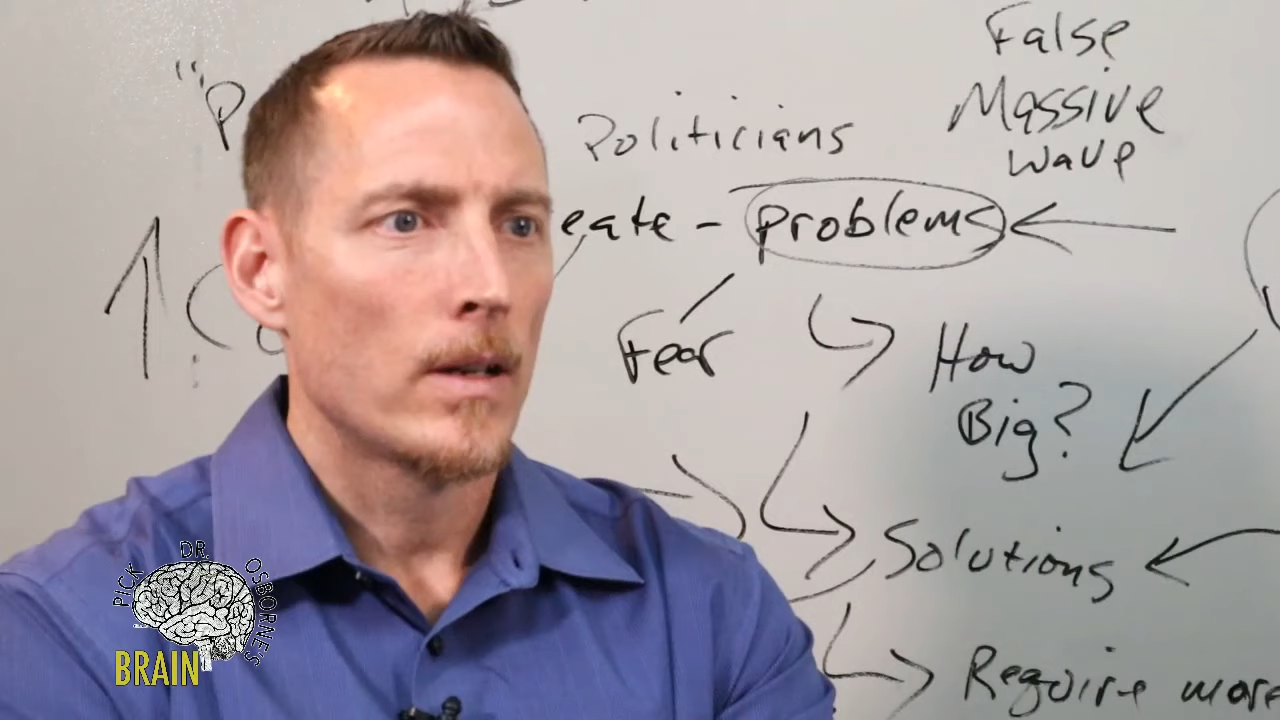 False
Massive
wave
Politicians
eate - problems
Fear
How
Big?
Solutions
Require more
PICK DR. OSBORNE'S
BRAIN